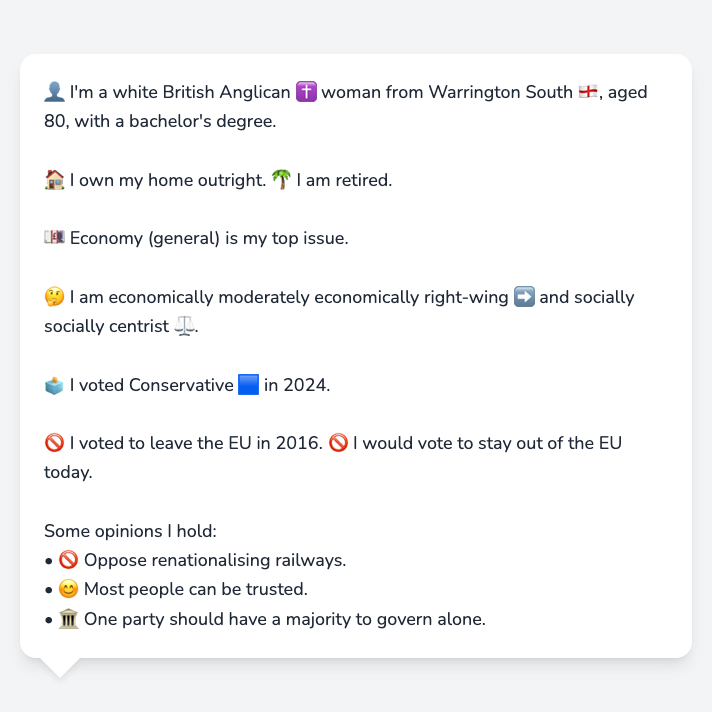 👤 I'm a white British Anglican ✝️ woman from Warrington South 🏴󠁧󠁢󠁥󠁮󠁧󠁿, aged
80, with a bachelor's degree.
🏠 I own my home outright. 🌴 I am retired.
💷 Economy (general) is my top issue.
🤔 I am economically moderately economically right-wing ➡️ and socially
socially centrist ⚖️.
🗳️ I voted Conservative 🟦 in 2024.
🚫 I voted to leave the EU in 2016. 🚫 I would vote to stay out of the EU
today.
Some opinions I hold:
• 🚫 Oppose renationalising railways.
• 😊 Most people can be trusted.
• 🏛️ One party should have a majority to govern alone.